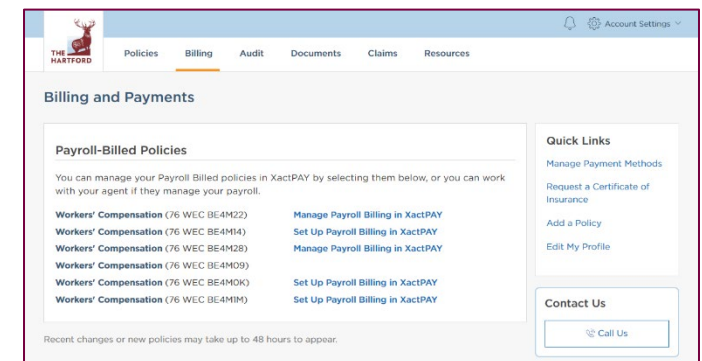 Account Settings
THE
HARTFORD
Policies Billing Audit Documents Claims Resources
Billing and Payments
Payroll-Billed Policies
You can manage your Payroll Billed policies in XactPAY by selecting them below, or you can work
with your agent if they manage your payroll.
Workers' Compensation (76 WEC BE4M22) Manage Payroll Billing in XactPAY
Workers' Compensation (76 WEC BE4M14) Set Up Payroll Billing in XactPAY
Workers' Compensation (76 WEC BE4M28) Manage Payroll Billing in XactPAY
Workers' Compensation (76 WEC BE4M09)
Workers' Compensation (76 WEC BE4M0K) Set Up Payroll Billing in XactPAY
Workers' Compensation (76 WEC BE4M1M) Set Up Payroll Billing in XactPAY
Recent changes or new policies may take up to 48 hours to appear.
Quick Links
Manage Payment Methods
Request a Certificate of
Insurance
Add a Policy
Edit My Profile
Contact Us
Call Us